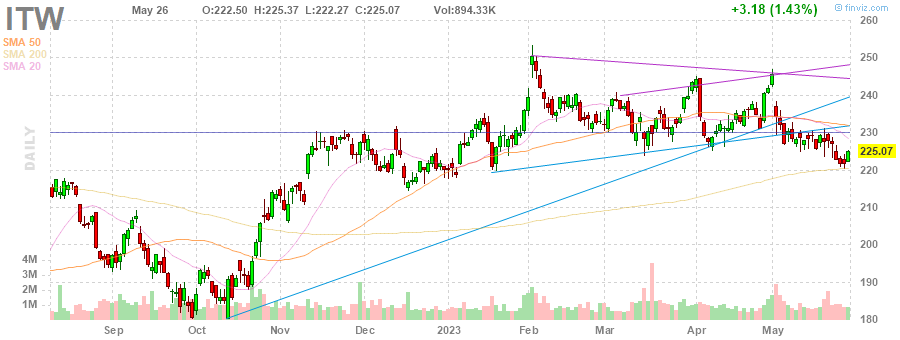 ITW
May 26 O:222.50 H:225.37 L:222.27 C:225.07 Vol:894.33K +3.18 (1.43%)
finviz.com
SMA 50
SMA 200
SMA 20
DAILY
260
250
240
230
225.07
220
210
200
190
180
4M
3M
2M
1M
Sep Oct Nov Dec 2023 Feb Mar Apr May